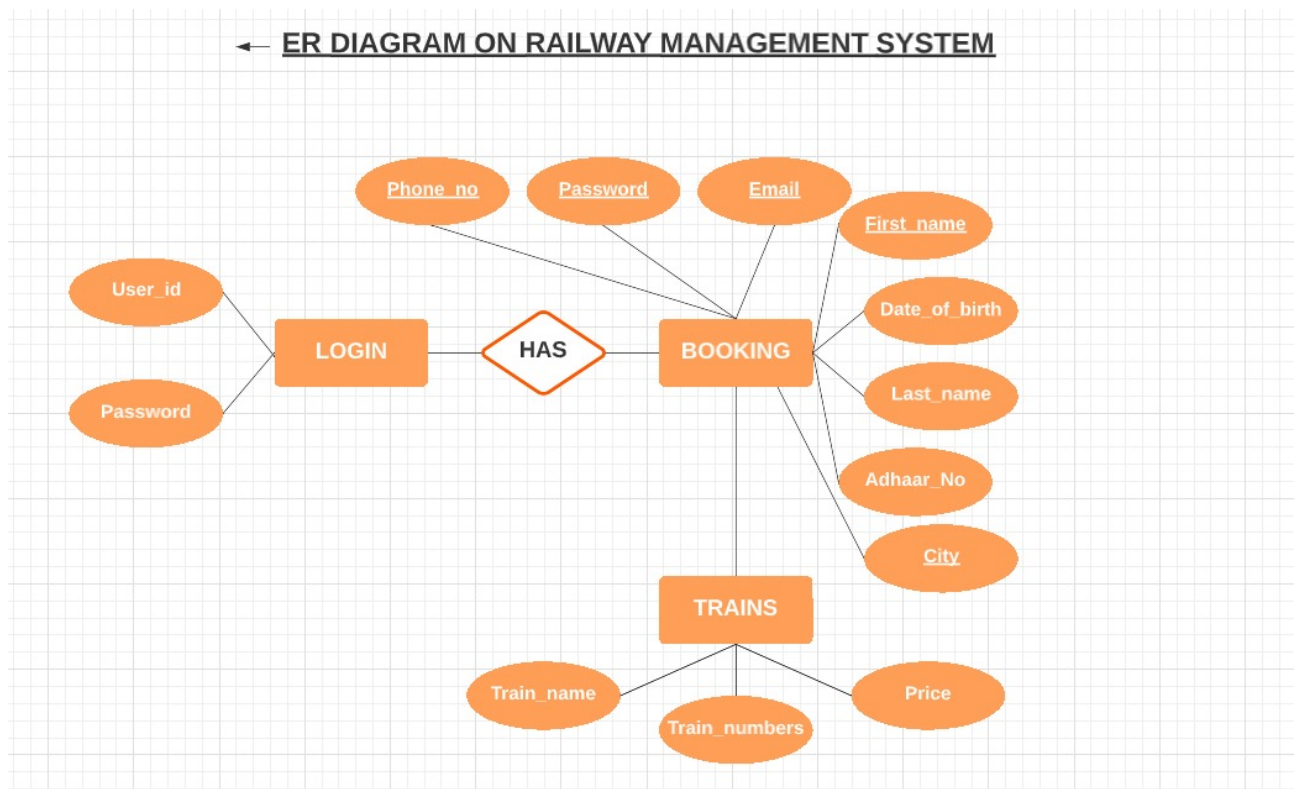 ER DIAGRAM ON RAILWAY MANAGEMENT SYSTEM
Phone_no
Password
Email
First_name
User_id
Date_of_birth
LOGIN
HAS
BOOKING
Last_name
Password
Adhaar_No
City
TRAINS
Train_name
Price
Train_numbers